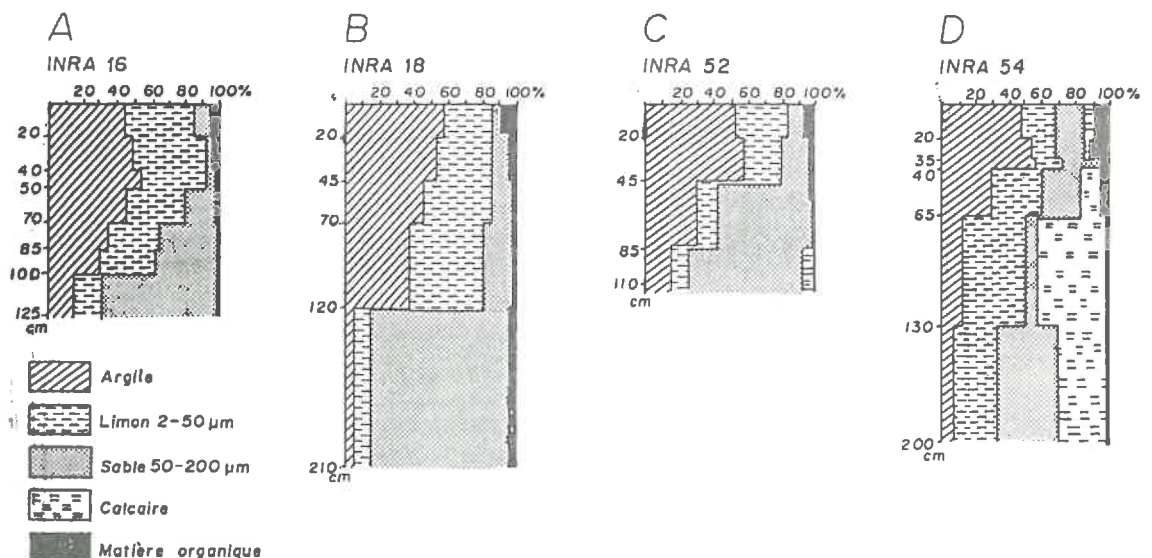 A
INRA 16
20 40 60 80 100%
20
40
50
70
85
100
125
cm
B
INRA 18
20 40 60 80 100%
20
45
70
120
210
cm
C
INRA 52
20 40 60 80 100%
20
45
85
110
cm
D
INRA 54
20 60 100%
20
35
40
65
130
200
cm
Argile
Limon 2-50 µm
Sable 50-200 µm
Calcaire
Matière organique